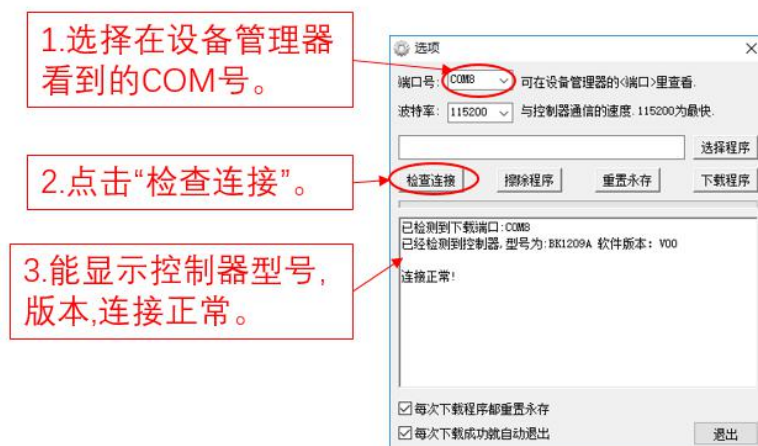 1.选择在设备管理器
看到的COM号。
2.点击“检查连接”。
3.能显示控制器型号,
版本,连接正常。
选项
端口号: COM8 可在设备管理器的<端口>里查看.
波特率: 115200 与控制器通信的速度.115200为最快.
选择程序
检查连接 擦除程序 重置永存 下载程序
已检测到下载端口:COM8
已经检测到控制器,型号为:BK1209A 软件版本: V00
连接正常!
每次下载程序都重置永存
每次下载成功就自动退出
退出